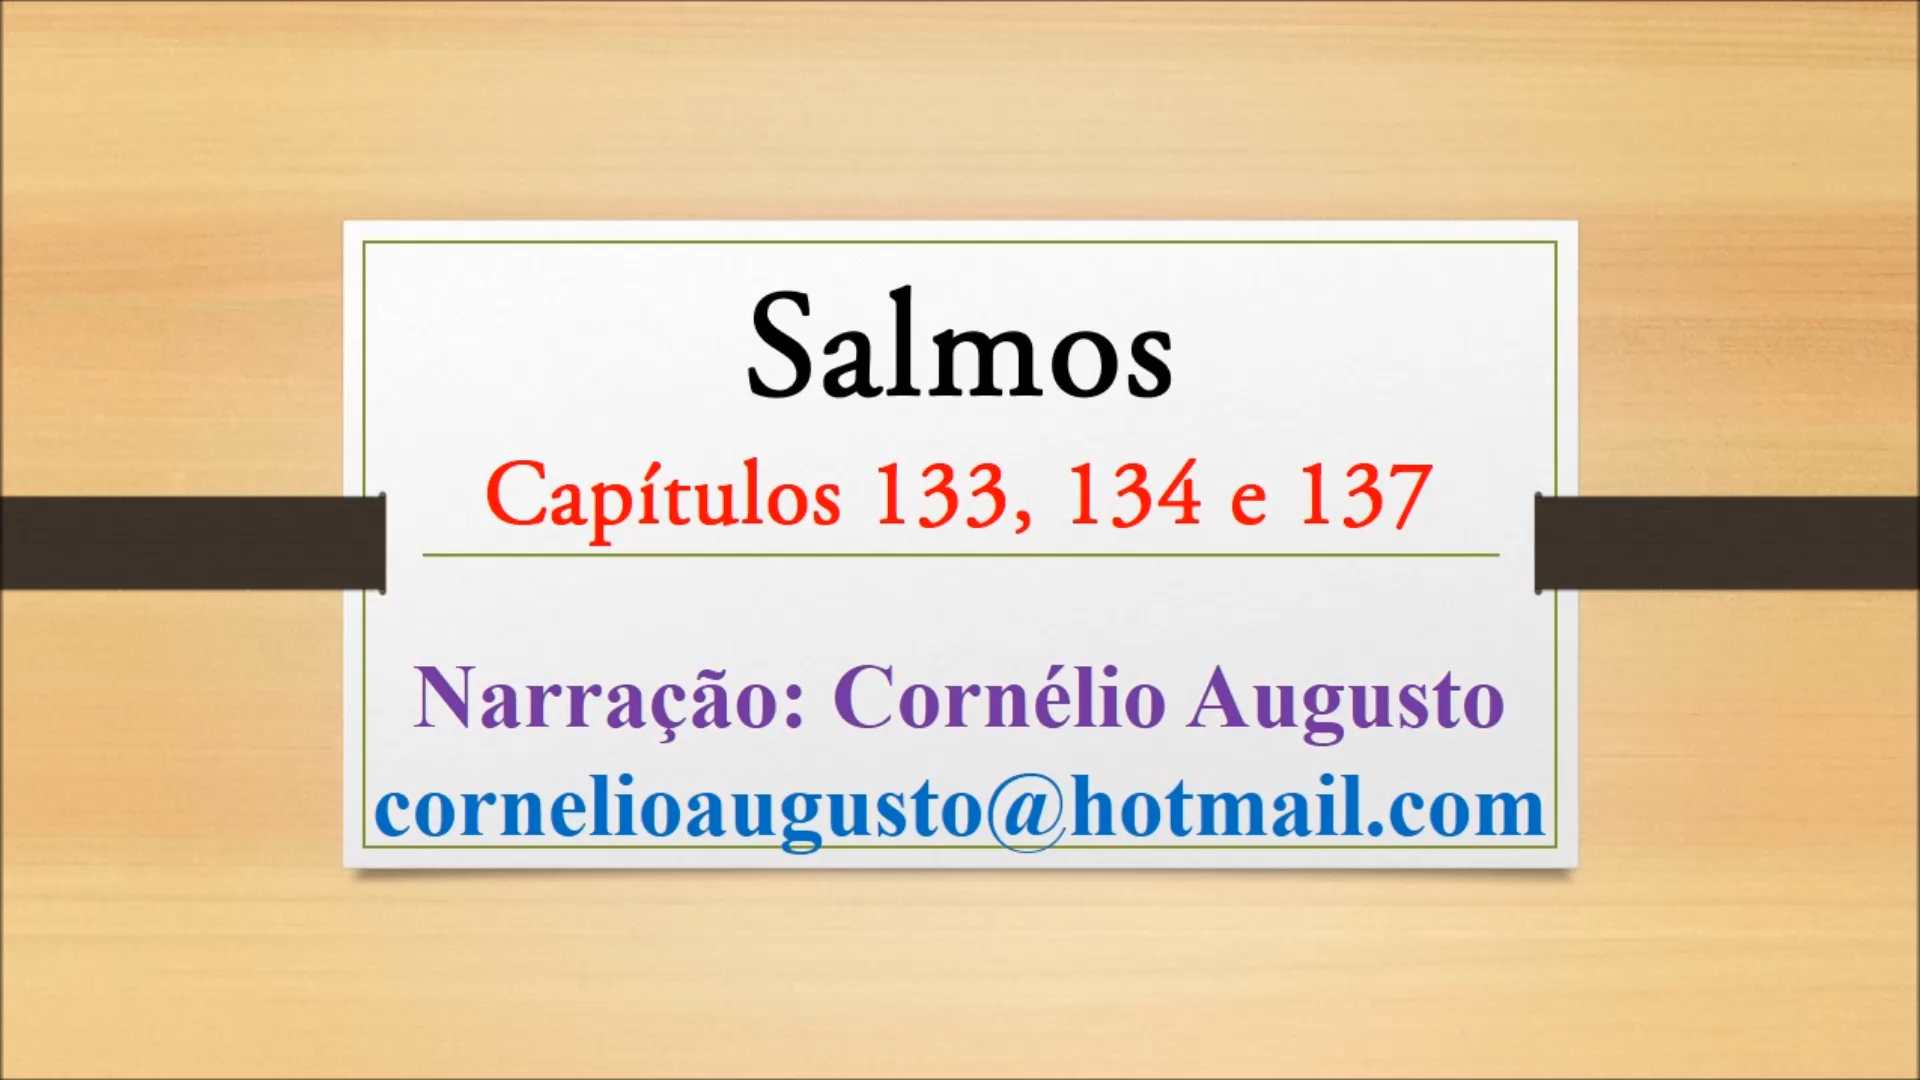 Salmos
Capítulos 133, 134 e 137
Narração: Cornélio Augusto
cornelioaugusto@hotmail.com